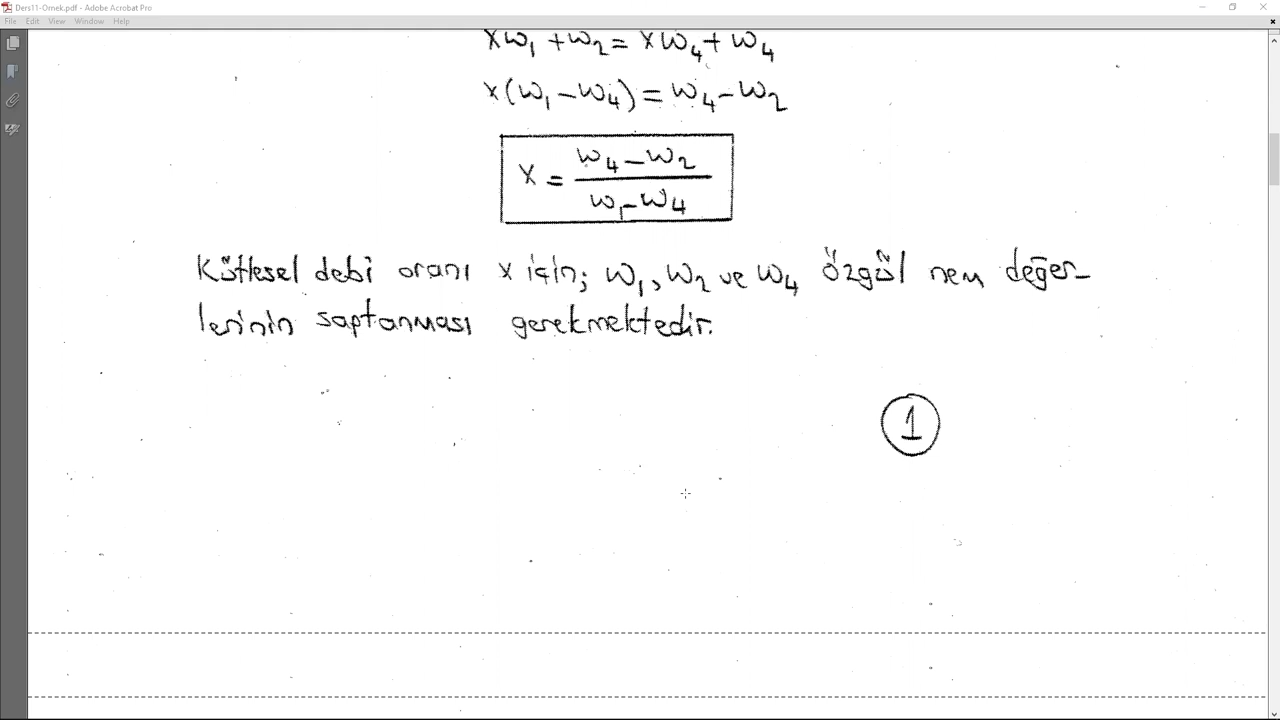 Ders11-Ornek.pdf - Adobe Acrobat Pro
File Edit View Window Help
xω₁ + ω₂ = xω₄ + ω₄
x(ω₁ - ω₄) = ω₄ - ω₂
x = (ω₄ - ω₂) / (ω₁ - ω₄)
Kütlesel debi oranı x için; ω₁, ω₂ ve ω₄ özgül nem değer-
lerinin saptanması gerekmektedir.
1